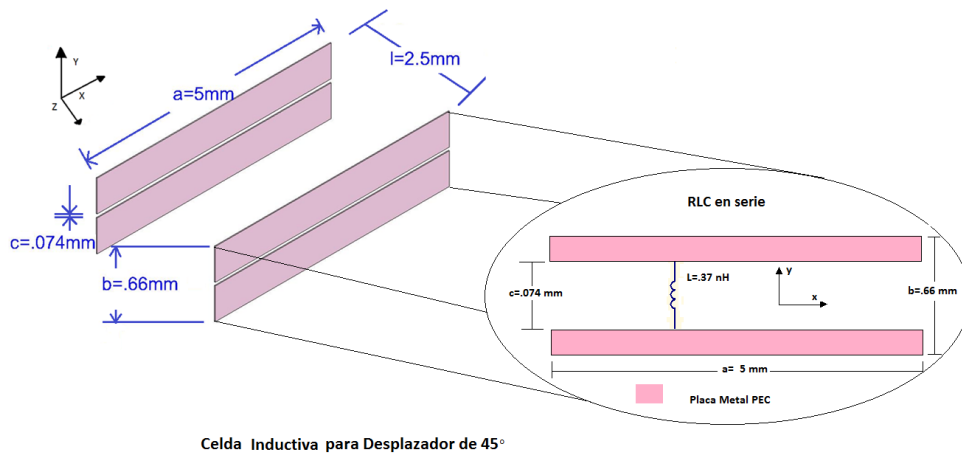 Y
X
Z
a=5mm
l=2.5mm
c=.074mm
b=.66mm
RLC en serie
L=.37 nH
c=.074 mm
y
x
b=.66 mm
a= 5 mm
Placa Metal PEC
Celda Inductiva para Desplazador de 45°